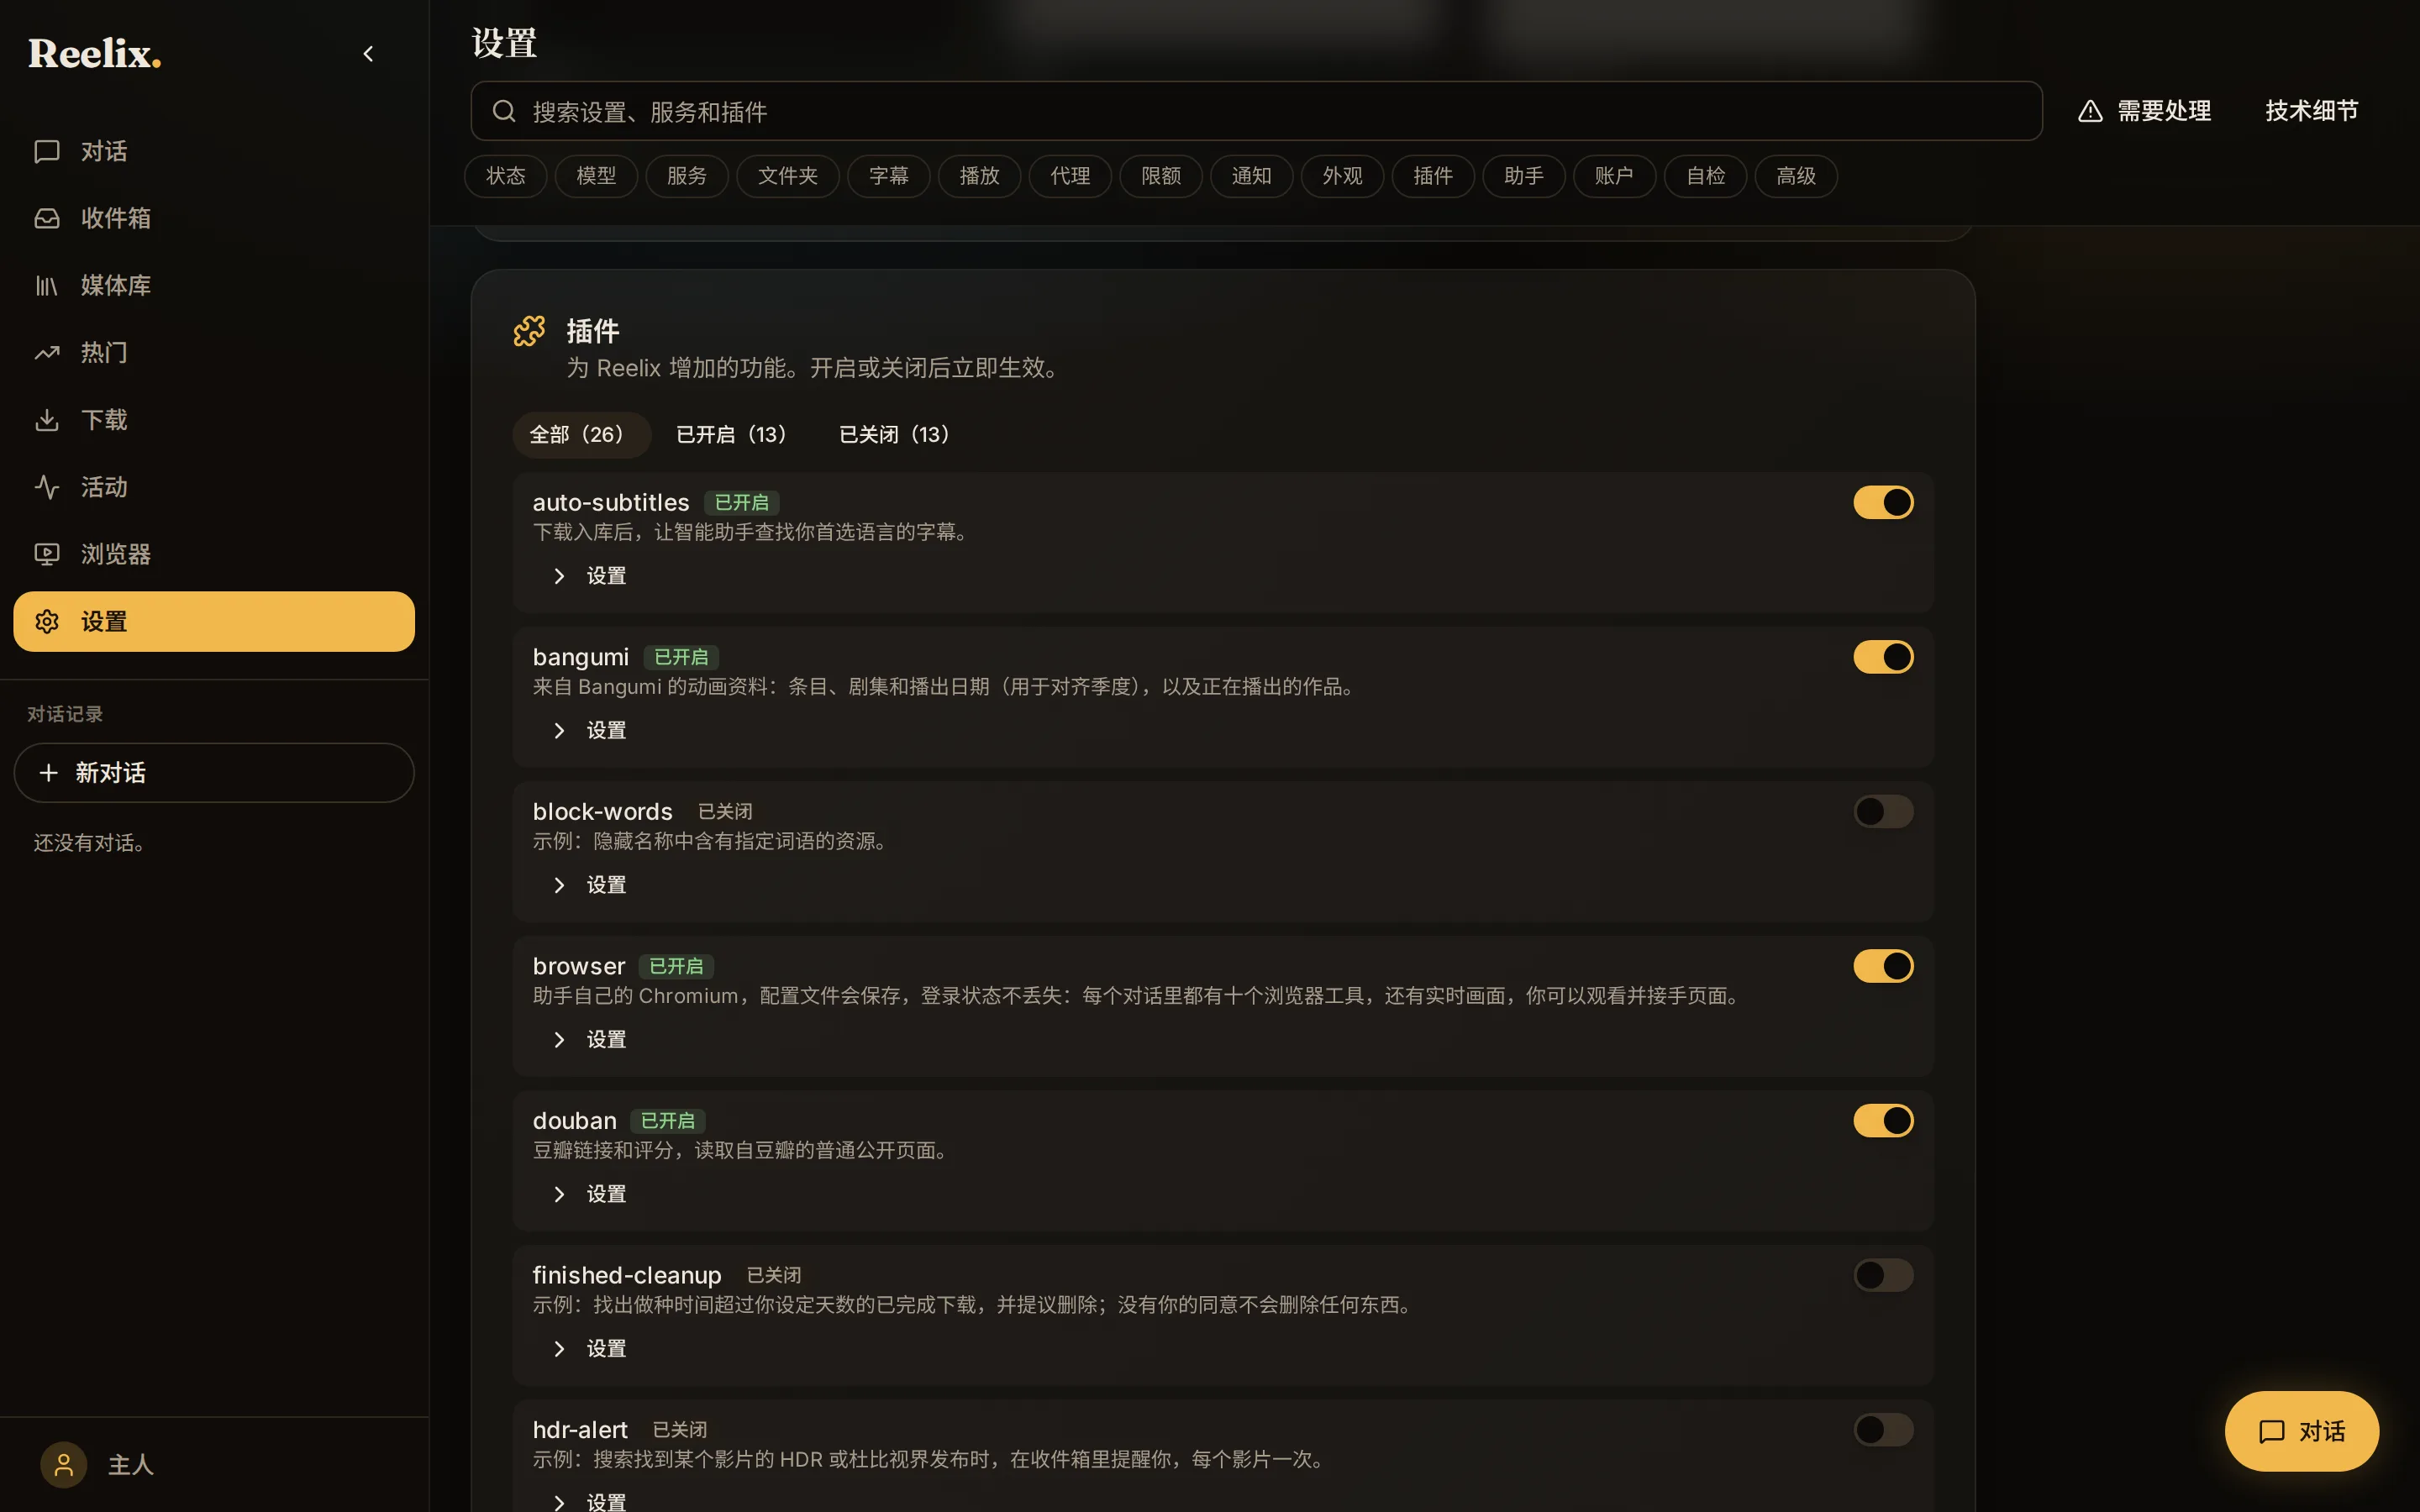 Reelix.
对话
收件箱
媒体库
热门
下载
活动
浏览器
设置
对话记录
新对话
还没有对话。
主人
设置
搜索设置、服务和插件
需要处理
技术细节
状态 模型 服务 文件夹 字幕 播放 代理 限额 通知 外观 插件 助手 账户 自检 高级
插件
为 Reelix 增加的功能。开启或关闭后立即生效。
全部（26） 已开启（13） 已关闭（13）
auto-subtitles 已开启
下载入库后，让智能助手查找你首选语言的字幕。
设置
bangumi 已开启
来自 Bangumi 的动画资料：条目、剧集和播出日期（用于对齐季度），以及正在播出的作品。
设置
block-words 已关闭
示例：隐藏名称中含有指定词语的资源。
设置
browser 已开启
助手自己的 Chromium，配置文件会保存，登录状态不丢失：每个对话里都有十个浏览器工具，还有实时画面，你可以观看并接手页面。
设置
douban 已开启
豆瓣链接和评分，读取自豆瓣的普通公开页面。
设置
finished-cleanup 已关闭
示例：找出做种时间超过你设定天数的已完成下载，并提议删除；没有你的同意不会删除任何东西。
设置
hdr-alert 已关闭
示例：搜索找到某个影片的 HDR 或杜比视界发布时，在收件箱里提醒你，每个影片一次。
设置
对话